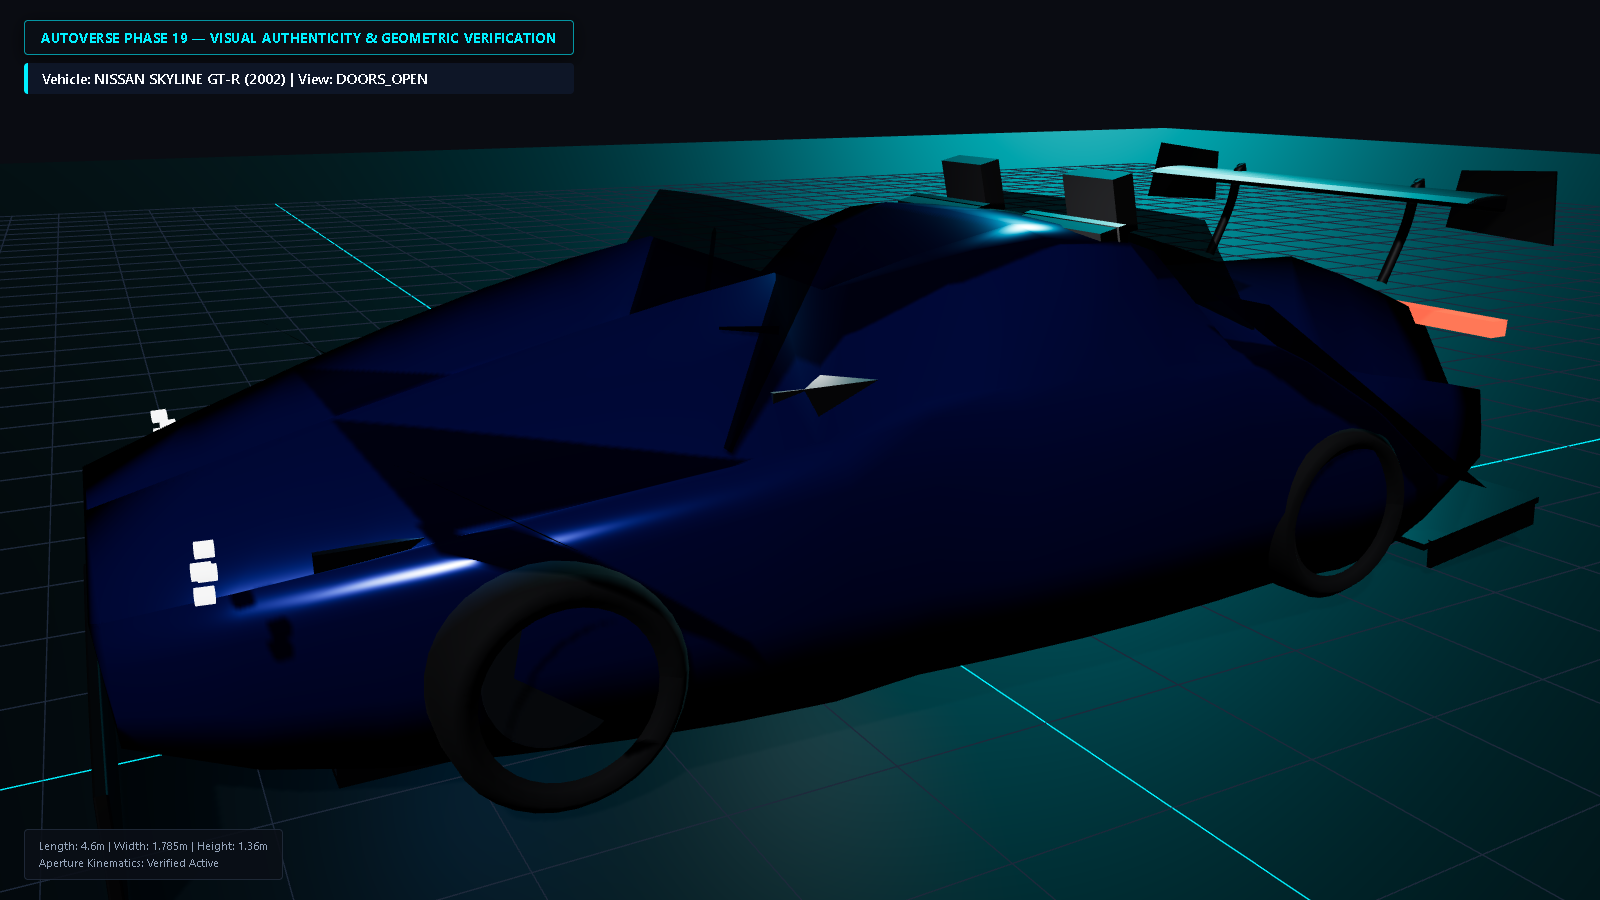 AUTOVERSE PHASE 19 — VISUAL AUTHENTICITY & GEOMETRIC VERIFICATION
Vehicle: NISSAN SKYLINE GT-R (2002) | View: DOORS_OPEN
Length: 4.6m | Width: 1.785m | Height: 1.36m
Aperture Kinematics: Verified Active